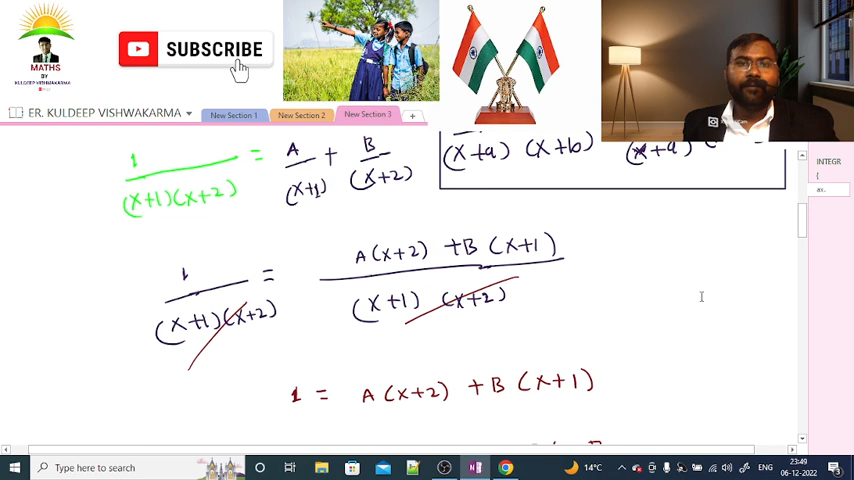 SUBSCRIBE
MATHS
BY
KULDEEP VISHWAKARMA
ER. KULDEEP VISHWAKARMA
New Section 1
New Section 2
New Section 3
+
1/((x+1)(x+2)) = A/(x+1) + B/(x+2)
(x+a) (x+b)
(x+a)
INTEGR
{
ax.
1/((x+1)(x+2)) = (A(x+2) + B(x+1))/((x+1)(x+2))
1 = A(x+2) + B(x+1)
Type here to search
14°C
ENG
23:49
06-12-2022
3